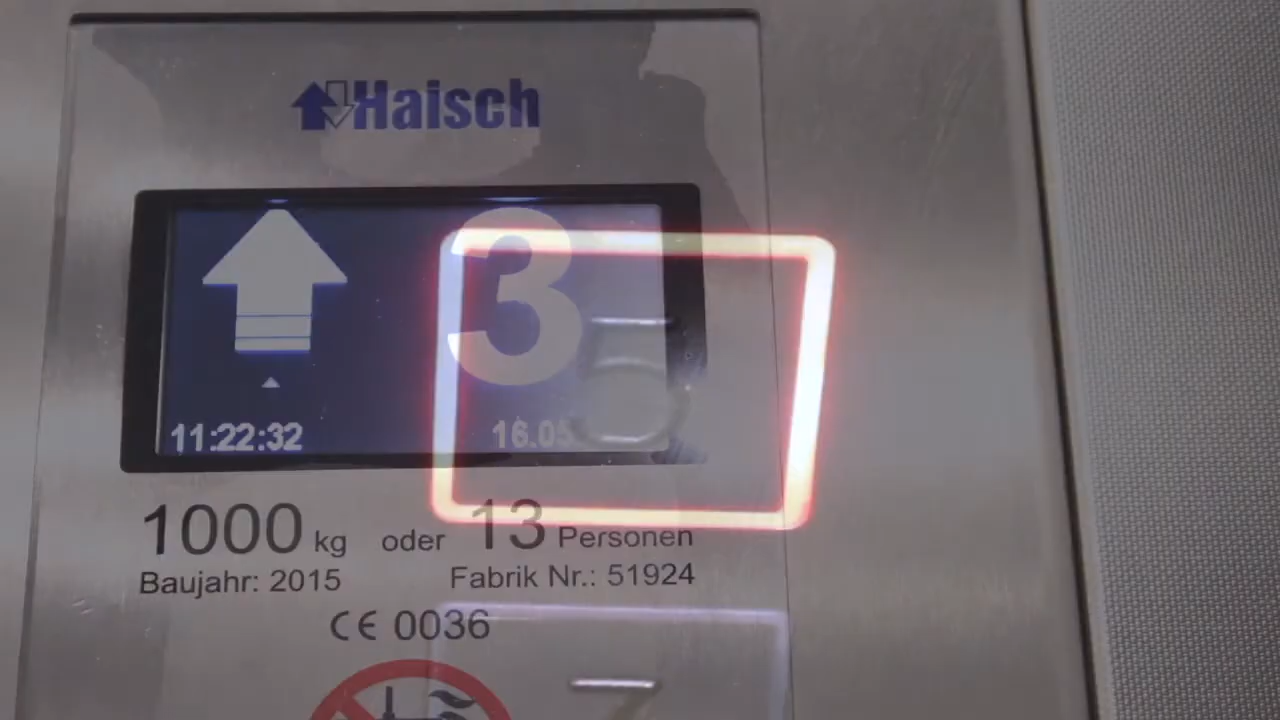 Haisch
3
11:22:32 16.05
1000 kg oder 13 Personen
Baujahr: 2015 Fabrik Nr.: 51924
CE 0036
5